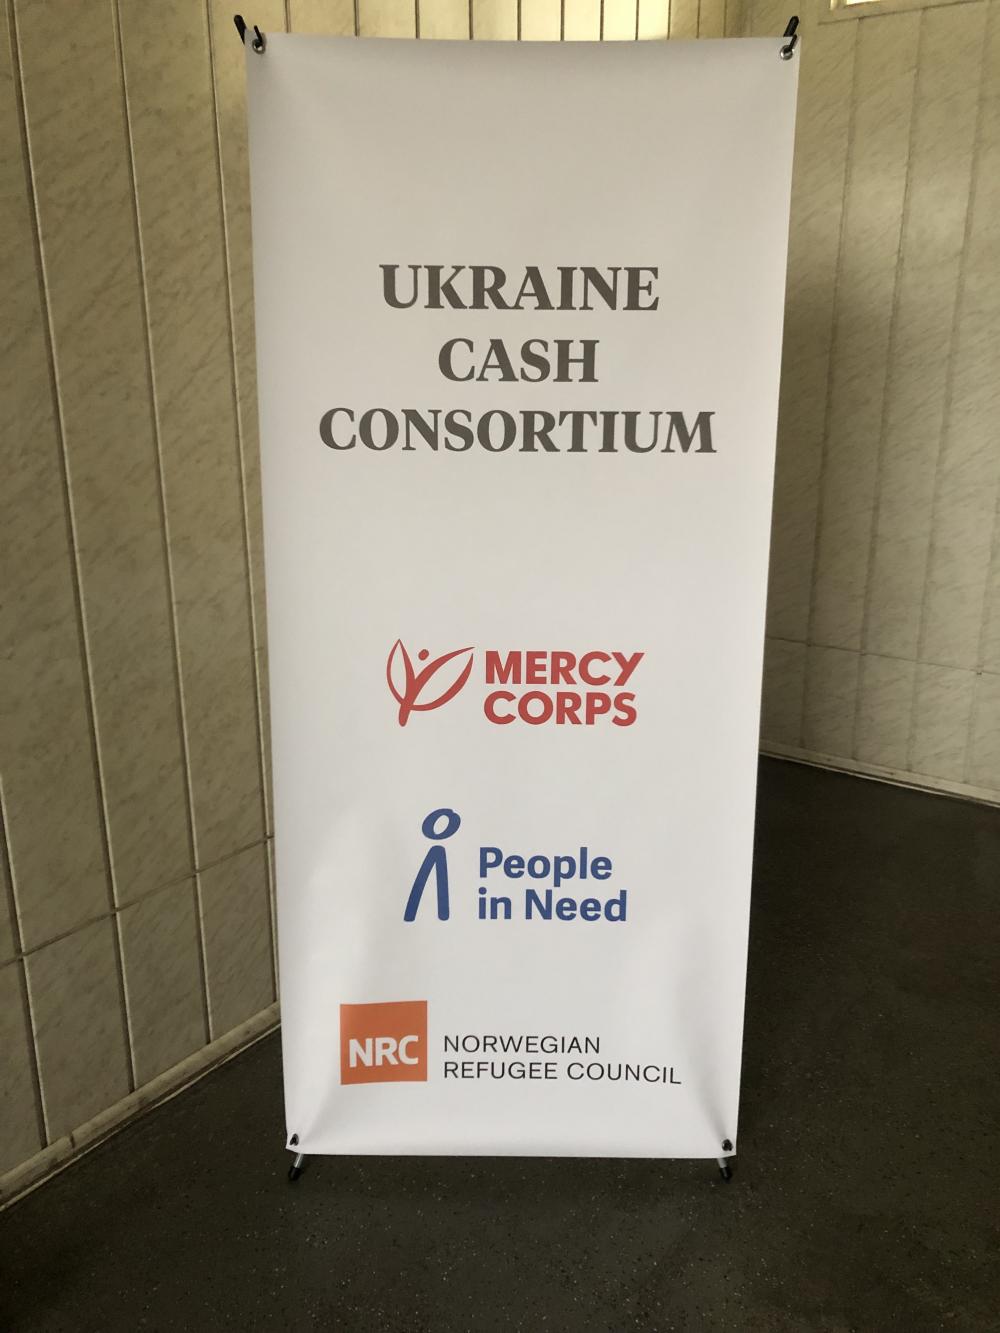 UKRAINE
CASH
CONSORTIUM
MERCY
CORPS
People
in Need
NRC
NORWEGIAN
REFUGEE COUNCIL